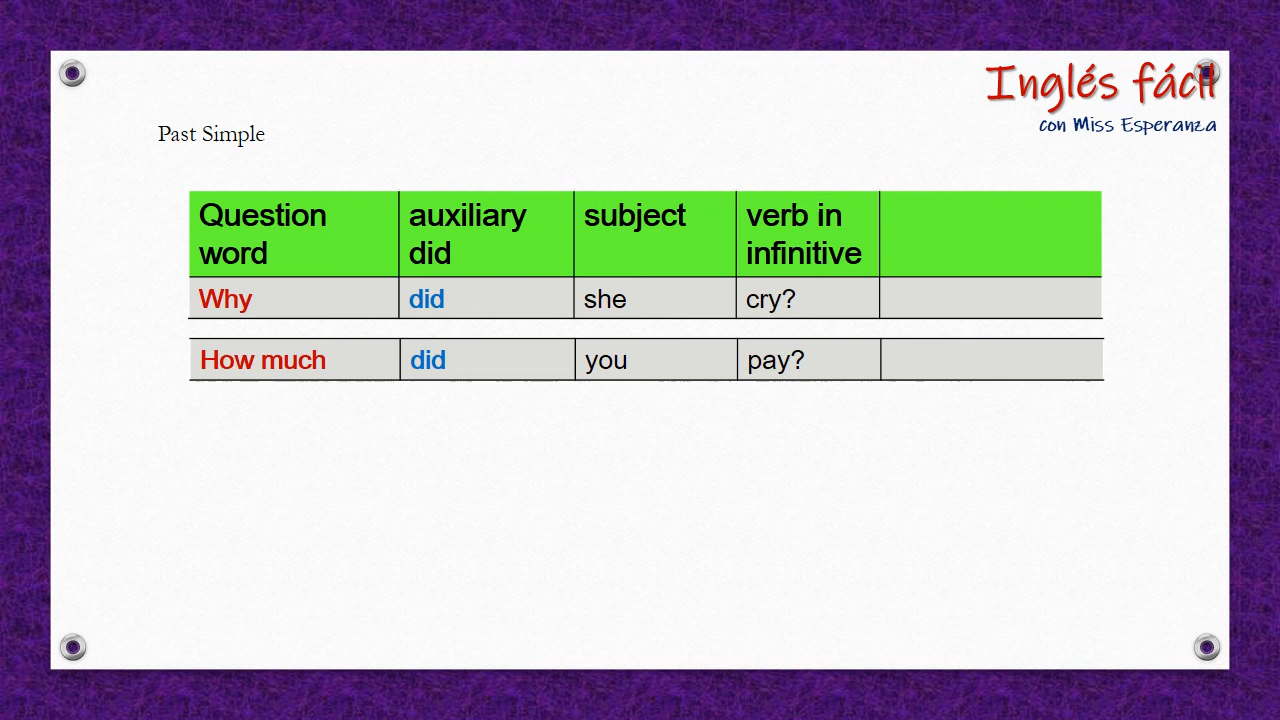 Inglés fácil
con Miss Esperanza
Past Simple
Question word auxiliary did subject verb in infinitive
Why did she cry?
How much did you pay?